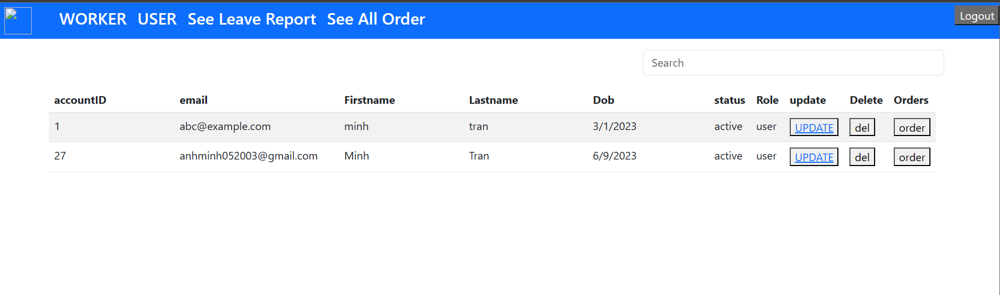 WORKER USER See Leave Report See All Order Logout
Search
accountID email Firstname Lastname Dob status Role update Delete Orders
1 abc@example.com minh tran 3/1/2023 active user UPDATE del order
27 anhminh052003@gmail.com Minh Tran 6/9/2023 active user UPDATE del order